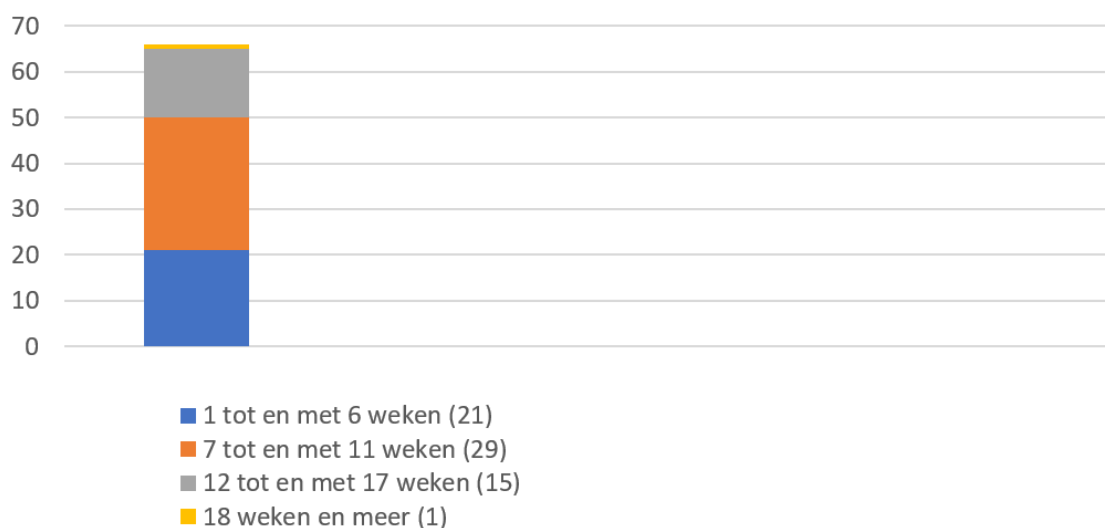 70
60
50
40
30
20
10
0
1 tot en met 6 weken (21)
7 tot en met 11 weken (29)
12 tot en met 17 weken (15)
18 weken en meer (1)